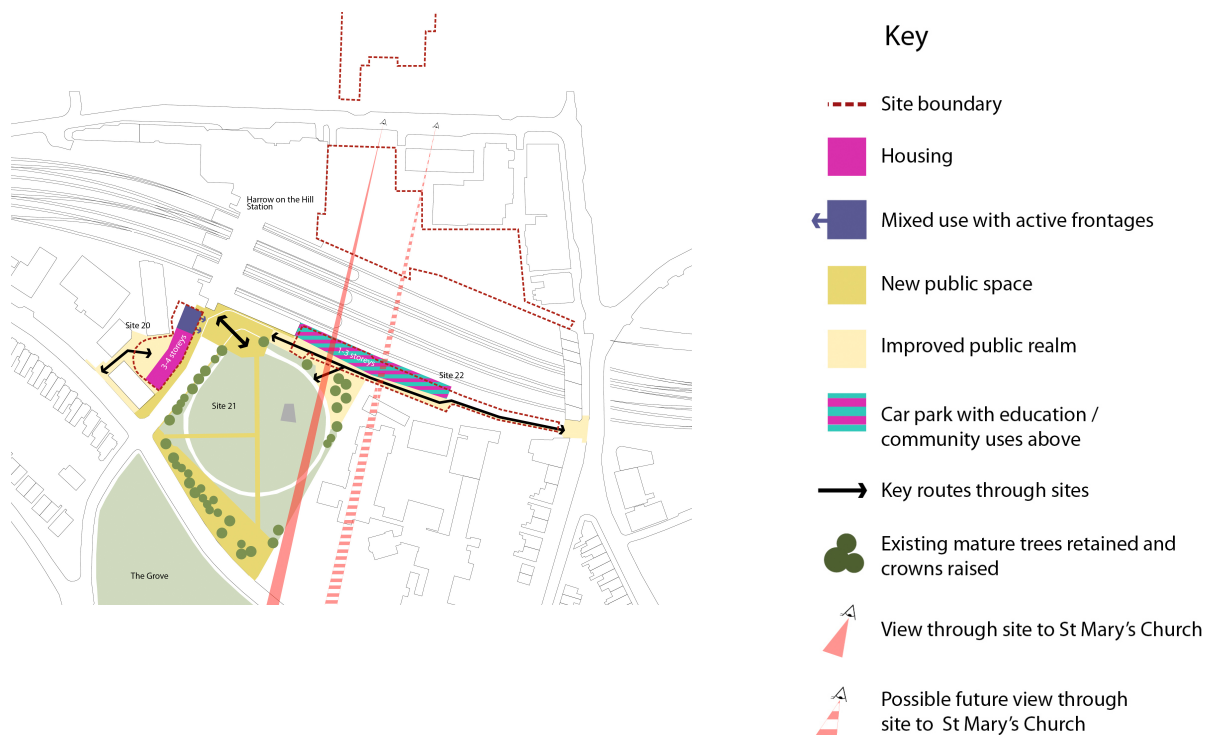 Harrow on the Hill
Station
Site 20
3-4 storeys
1-3 storeys
Site 22
Site 21
The Grove
Key
Site boundary
Housing
Mixed use with active frontages
New public space
Improved public realm
Car park with education /
community uses above
Key routes through sites
Existing mature trees retained and
crowns raised
View through site to St Mary’s Church
Possible future view through
site to St Mary’s Church